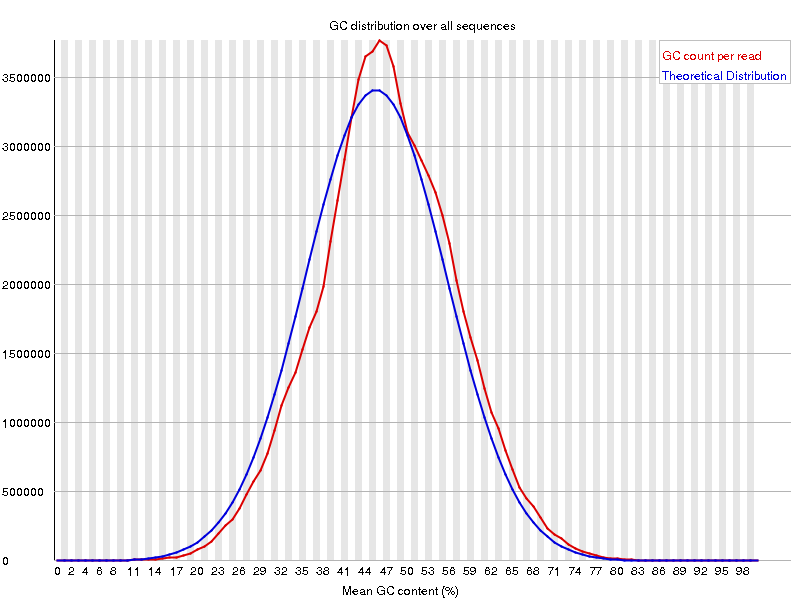 GC distribution over all sequences
GC count per read
Theoretical Distribution
3500000
3000000
2500000
2000000
1500000
1000000
500000
0
0 2 4 6 8 11 14 17 20 23 26 29 32 35 38 41 44 47 50 53 56 59 62 65 68 71 74 77 80 83 86 89 92 95 98
Mean GC content (%)